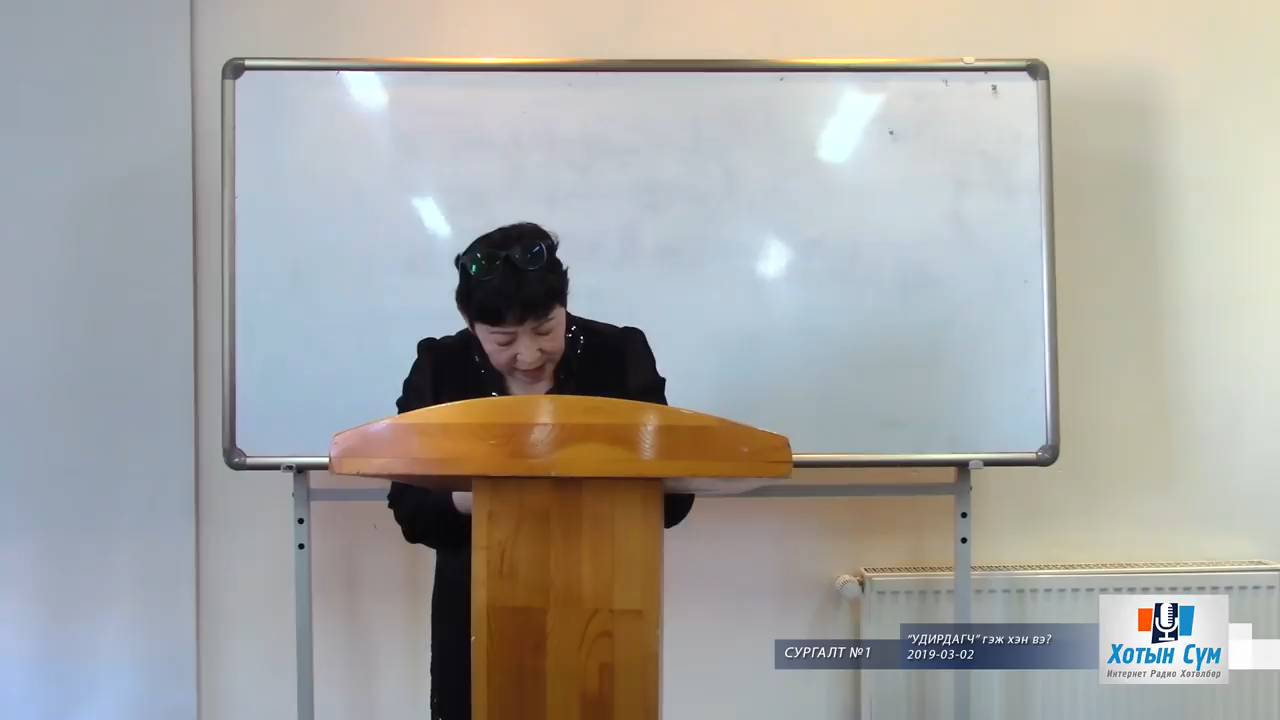 СУРГАЛТ №1
"УДИРДАГЧ" гэж хэн вэ?
2019-03-02
Хотын Сүм
Интернет Радио Хөтөлбөр